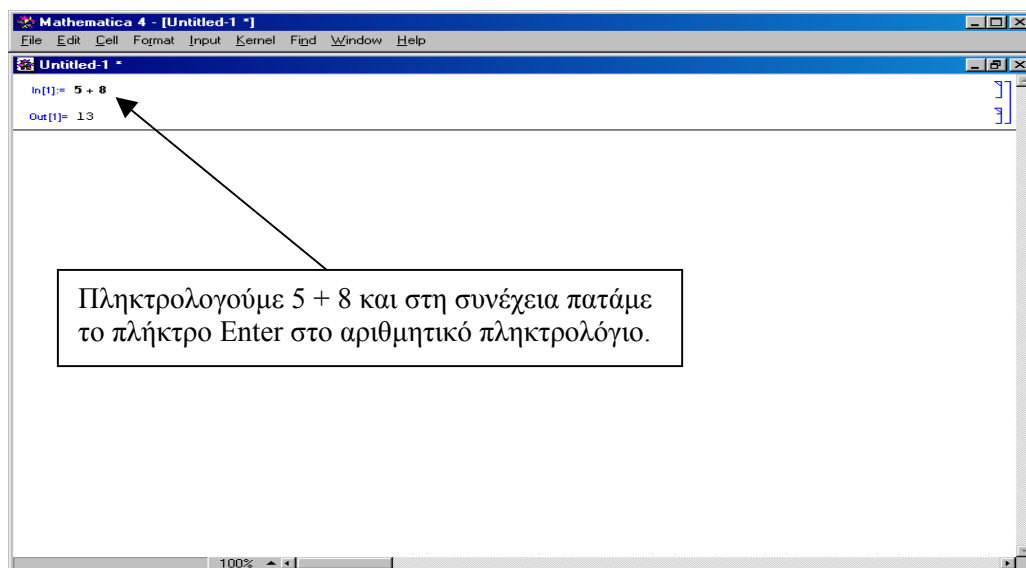 Mathematica 4 - [Untitled-1 *]
File Edit Cell Format Input Kernel Find Window Help
Untitled-1 *
In[1]:= 5 + 8
Out[1]= 13
Πληκτρολογούμε 5 + 8 και στη συνέχεια πατάμε
το πλήκτρο Enter στο αριθμητικό πληκτρολόγιο.
100%